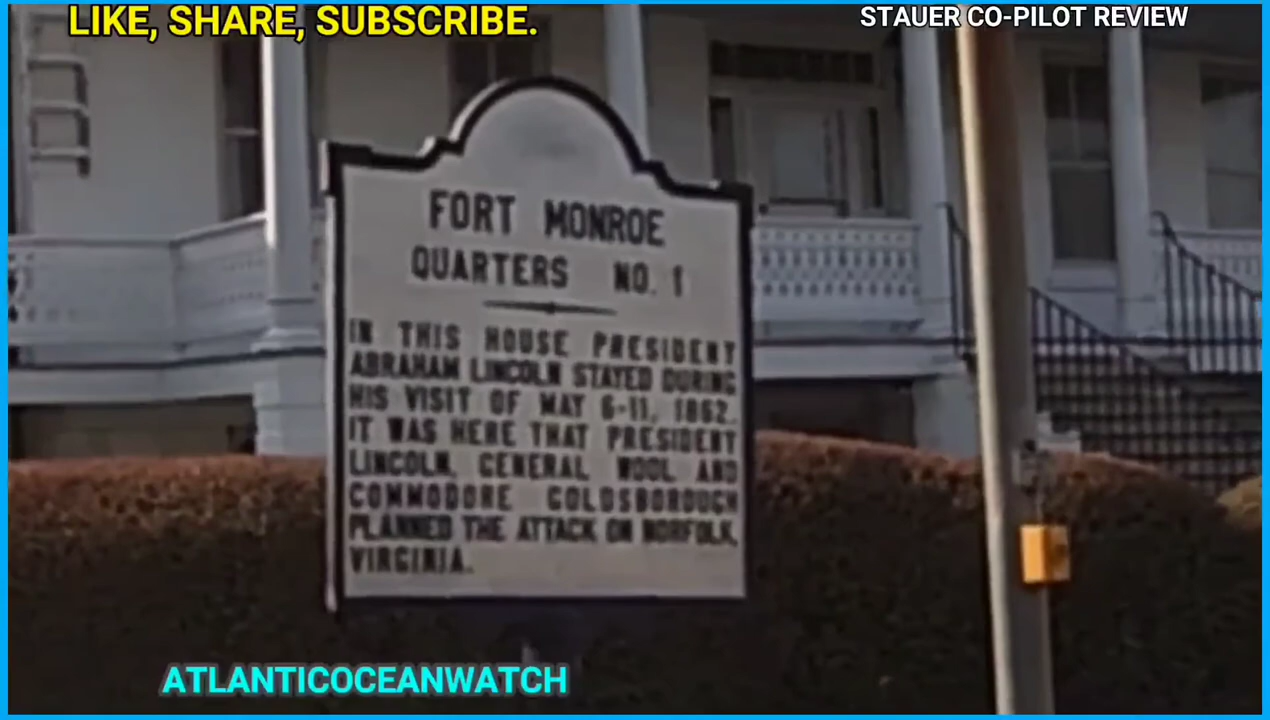 LIKE, SHARE, SUBSCRIBE.
STAUER CO-PILOT REVIEW
FORT MONROE
QUARTERS NO. 1
IN THIS HOUSE PRESIDENT
ABRAHAM LINCOLN STAYED DURING
HIS VISIT OF MAY 6-11, 1862.
IT WAS HERE THAT PRESIDENT
LINCOLN, GENERAL WOOL AND
COMMODORE GOLDSBOROUGH
PLANNED THE ATTACK ON NORFOLK,
VIRGINIA.
ATLANTICOCEANWATCH